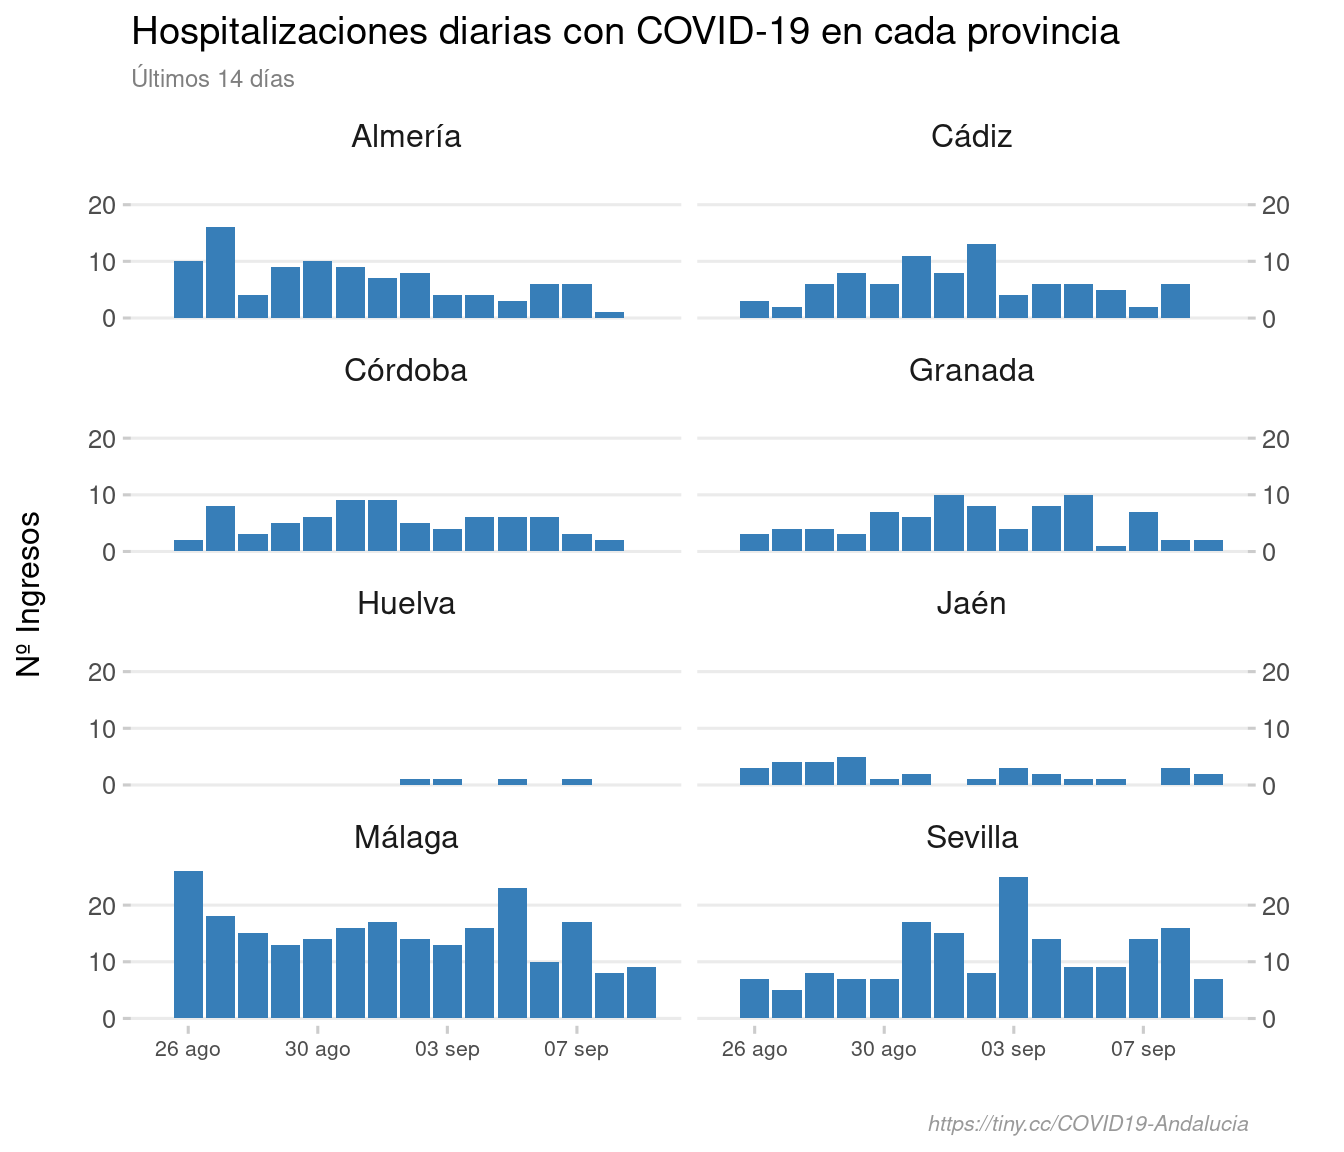 Hospitalizaciones diarias con COVID-19 en cada provincia
Últimos 14 días
Almería
Cádiz
20
10
0
20
10
0
Córdoba
Granada
20
10
0
20
10
0
Nº Ingresos
Huelva
Jaén
20
10
0
20
10
0
Málaga
Sevilla
20
10
0
20
10
0
26 ago 30 ago 03 sep 07 sep
26 ago 30 ago 03 sep 07 sep
https://tiny.cc/COVID19-Andalucia